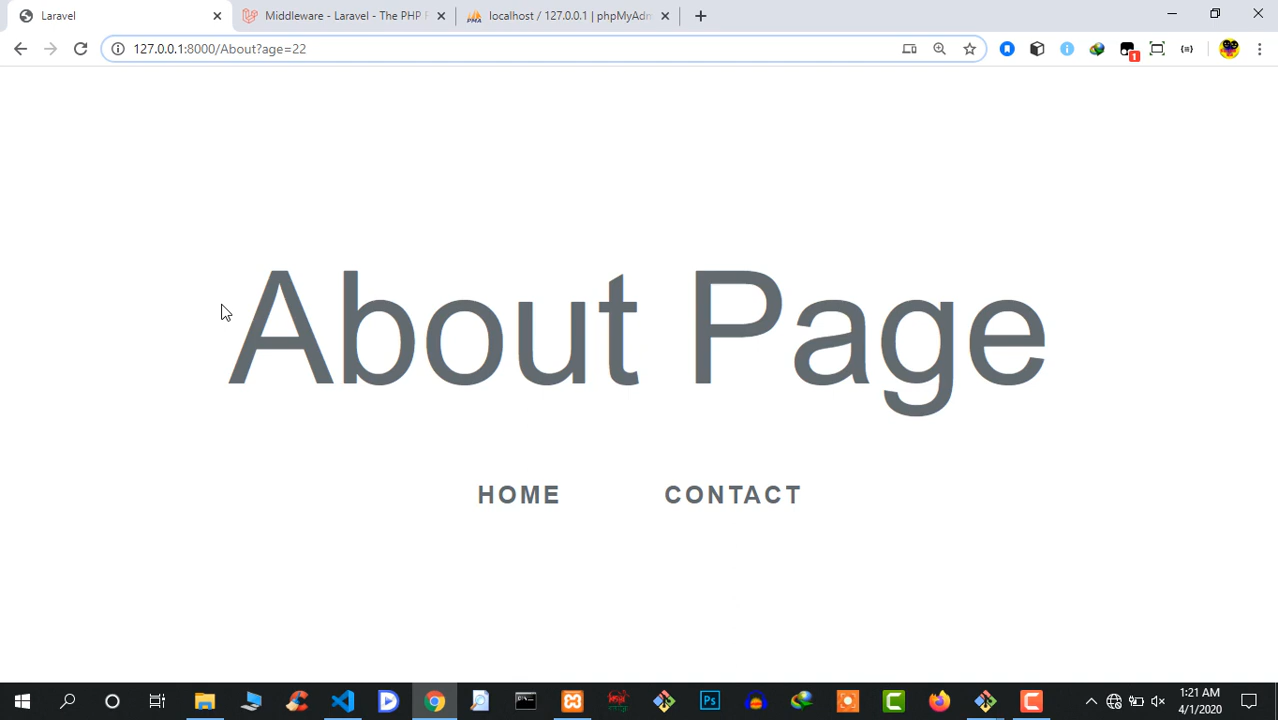 Laravel
Middleware - Laravel - The PHP F
localhost / 127.0.0.1 | phpMyAdm
127.0.0.1:8000/About?age=22
1
About Page
HOME CONTACT
1:21 AM
4/1/2020